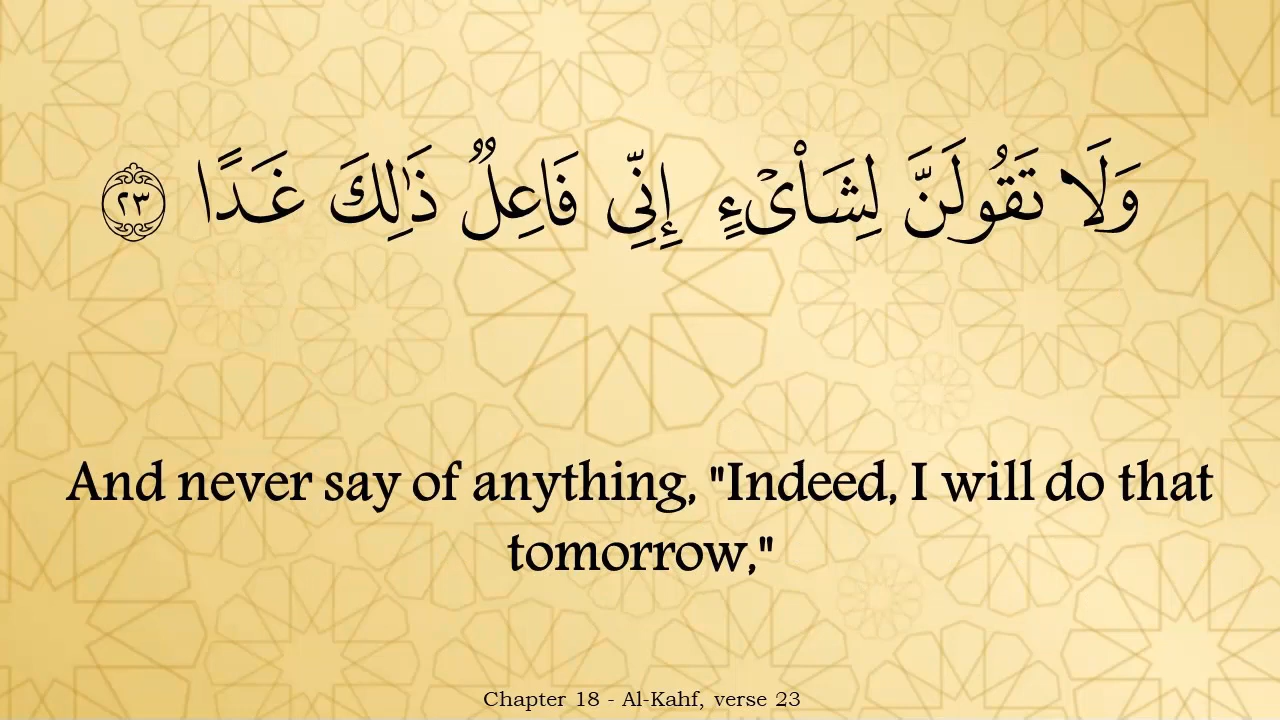 وَلَا تَقُولَنَّ لِشَا۟ىْءٍ إِنِّى فَاعِلٌ ذَٰلِكَ غَدًا ٢٣
And never say of anything, "Indeed, I will do that
tomorrow,"
Chapter 18 - Al-Kahf, verse 23